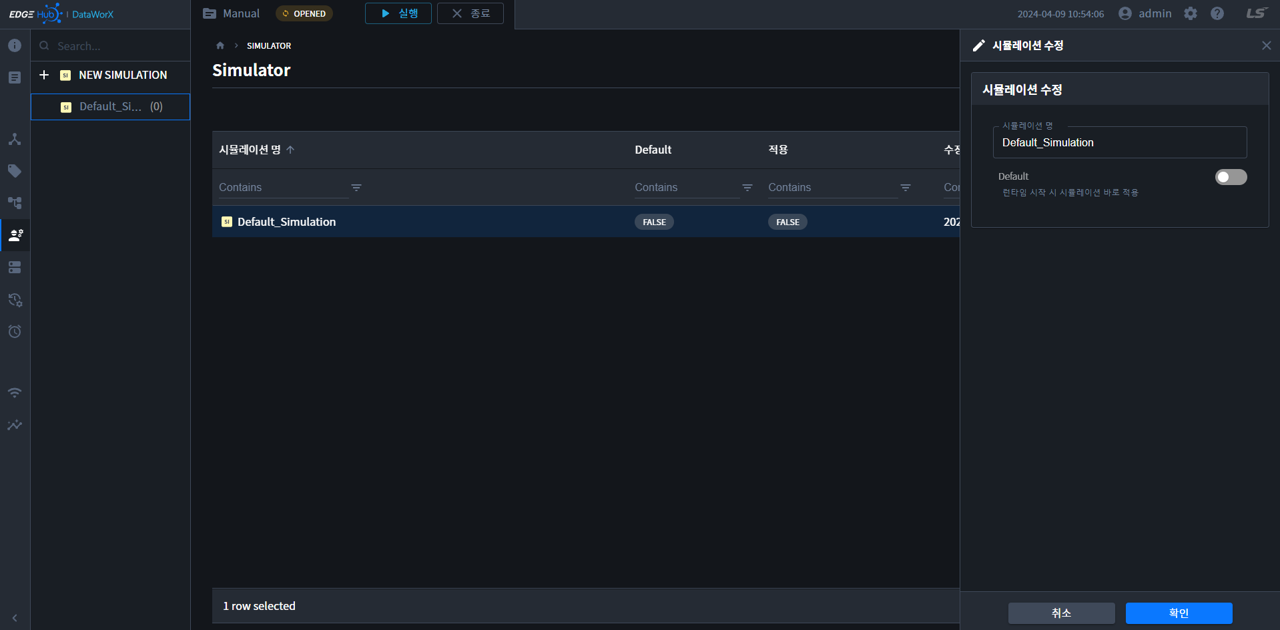 EDGE Hub | DataWorX
Manual
OPENED
실행
종료
2024-04-09 10:54:06
admin
LS
Search...
NEW SIMULATION
Default_Si... (0)
SIMULATOR
Simulator
시뮬레이션 명
Default
적용
수정
Contains
Contains
Contains
Con
SI Default_Simulation
FALSE
FALSE
202
1 row selected
시뮬레이션 수정
시뮬레이션 수정
시뮬레이션 명
Default_Simulation
Default
런타임 시작 시 시뮬레이션 바로 적용
취소
확인